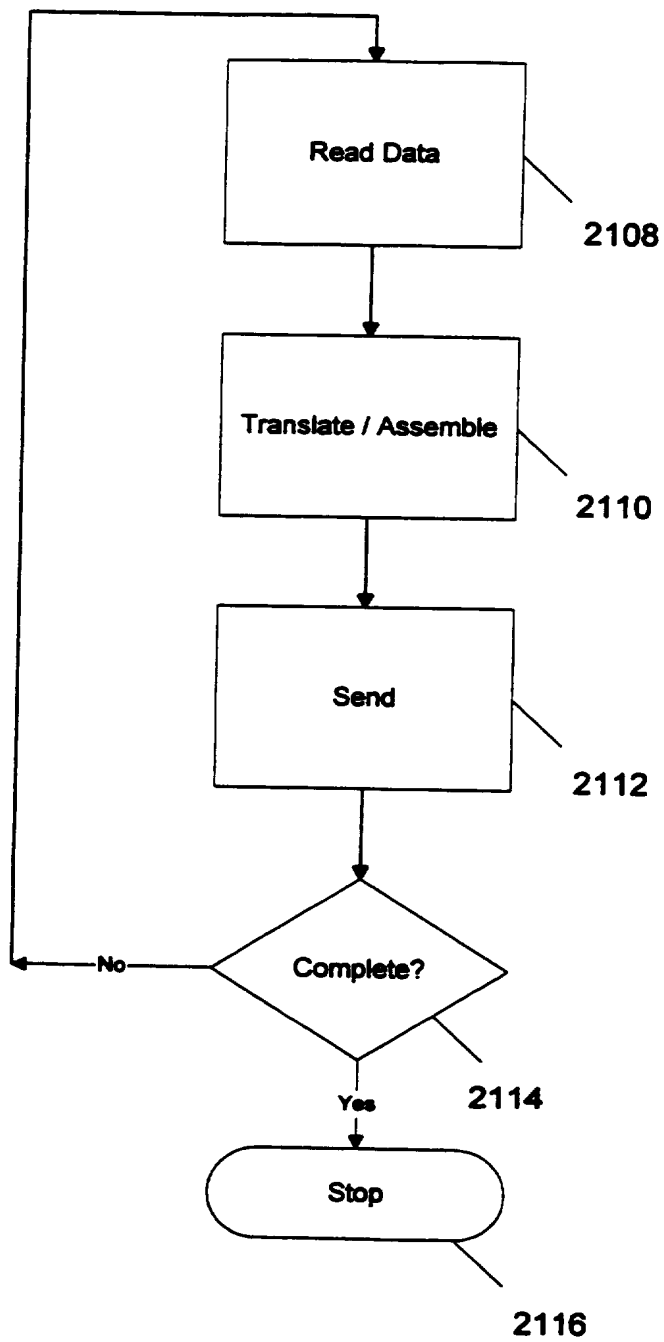 Read Data
2108
Translate / Assemble
2110
Send
2112
Complete?
No
2114
Yes
Stop
2116